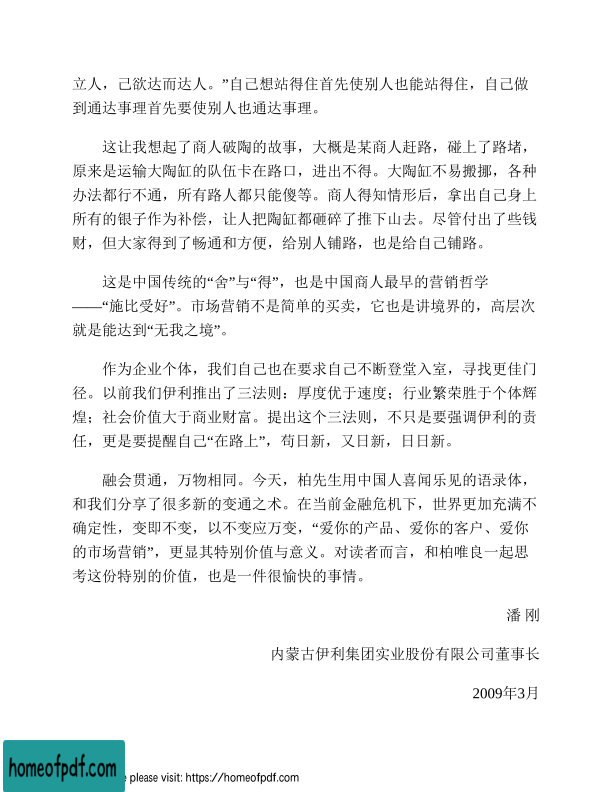 立人，己欲达而达人。”自己想站得住首先使别人也能站得住，自己做
到通达事理首先要使别人也通达事理。
这让我想起了商人破陶的故事，大概是某商人赶路，碰上了路堵，
原来是运输大陶缸的队伍卡在路口，进出不得。大陶缸不易搬挪，各种
办法都行不通，所有路人都只能傻等。商人得知情形后，拿出自己身上
所有的银子作为补偿，让人把陶缸都砸碎了推下山去。尽管付出了些钱
财，但大家得到了畅通和方便，给别人铺路，也是给自己铺路。
这是中国传统的“舍”与“得”，也是中国商人最早的营销哲学
——“施比受好”。市场营销不是简单的买卖，它也是讲境界的，高层次
就是能达到“无我之境”。
作为企业个体，我们自己也在要求自己不断登堂入室，寻找更佳门
径。以前我们伊利推出了三法则：厚度优于速度；行业繁荣胜于个体辉
煌；社会价值大于商业财富。提出这个三法则，不只是要强调伊利的责
任，更是要提醒自己“在路上”，苟日新，又日新，日日新。
融会贯通，万物相同。今天，柏先生用中国人喜闻乐见的语录体，
和我们分享了很多新的变通之术。在当前金融危机下，世界更加充满不
确定性，变即不变，以不变应万变，“爱你的产品、爱你的客户、爱你
的市场营销”，更显其特别价值与意义。对读者而言，和柏唯良一起思
考这份特别的价值，也是一件很愉快的事情。
潘 刚
内蒙古伊利集团实业股份有限公司董事长
2009年3月
homeofpdf.com
e please visit: https://homeofpdf.com